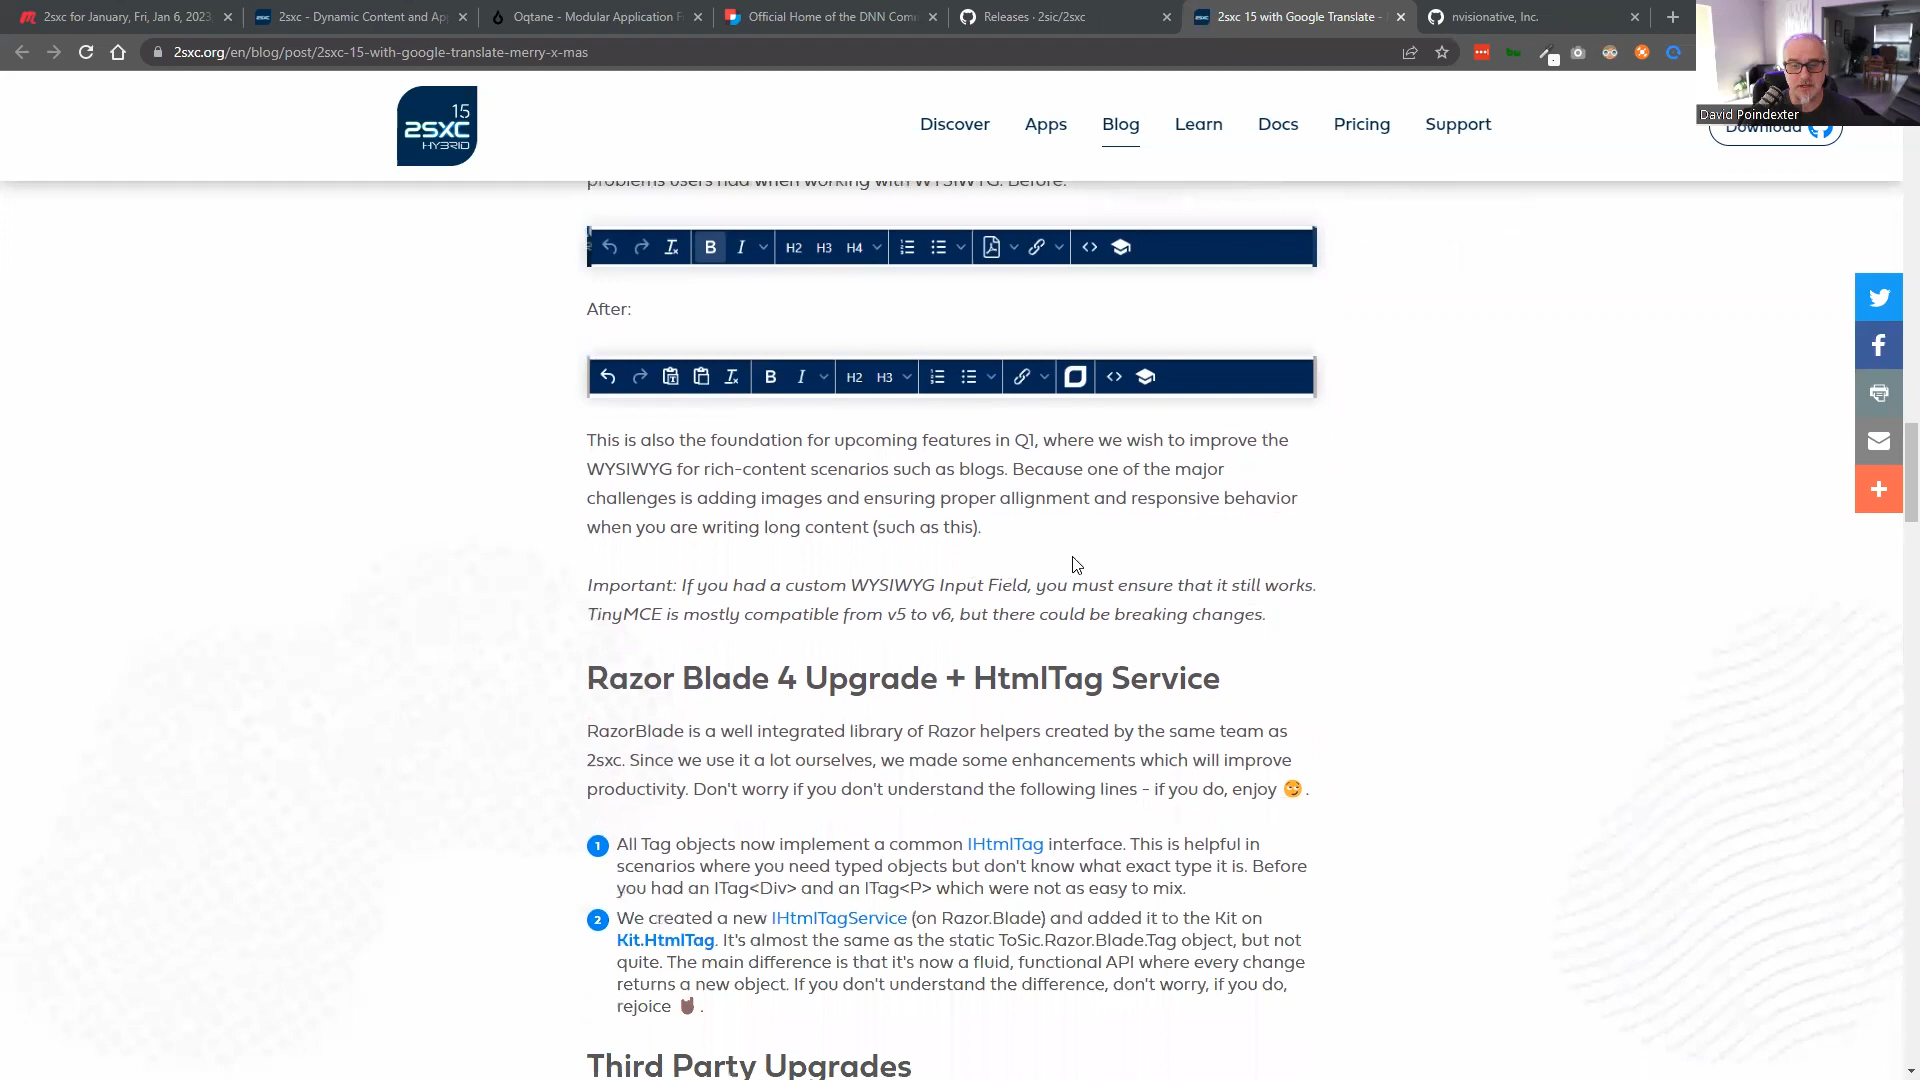 2sxc for January, Fri, Jan 6, 2023,
2sxc - Dynamic Content and Ap
Oqtane - Modular Application F
Official Home of the DNN Com
Releases · 2sic/2sxc
2sxc 15 with Google Translate -
nvisionative, Inc.
2sxc.org/en/blog/post/2sxc-15-with-google-translate-merry-x-mas
David Poindexter
15
2SXC
HYBRID
Discover
Apps
Blog
Learn
Docs
Pricing
Support
Download
problems users had when working with WYSIWYG. Before:
B I H2 H3 H4
After:
B I H2 H3
This is also the foundation for upcoming features in Q1, where we wish to improve the
WYSIWYG for rich-content scenarios such as blogs. Because one of the major
challenges is adding images and ensuring proper allignment and responsive behavior
when you are writing long content (such as this).
Important: If you had a custom WYSIWYG Input Field, you must ensure that it still works.
TinyMCE is mostly compatible from v5 to v6, but there could be breaking changes.
Razor Blade 4 Upgrade + HtmlTag Service
RazorBlade is a well integrated library of Razor helpers created by the same team as
2sxc. Since we use it a lot ourselves, we made some enhancements which will improve
productivity. Don't worry if you don't understand the following lines - if you do, enjoy 🙄.
1 All Tag objects now implement a common IHtmlTag interface. This is helpful in
scenarios where you need typed objects but don't know what exact type it is. Before
you had an ITag<Div> and an ITag<P> which were not as easy to mix.
2 We created a new IHtmlTagService (on Razor.Blade) and added it to the Kit on
Kit.HtmlTag. It's almost the same as the static ToSic.Razor.Blade.Tag object, but not
quite. The main difference is that it's now a fluid, functional API where every change
returns a new object. If you don't understand the difference, don't worry, if you do,
rejoice 🤘🏿.
Third Party Upgrades